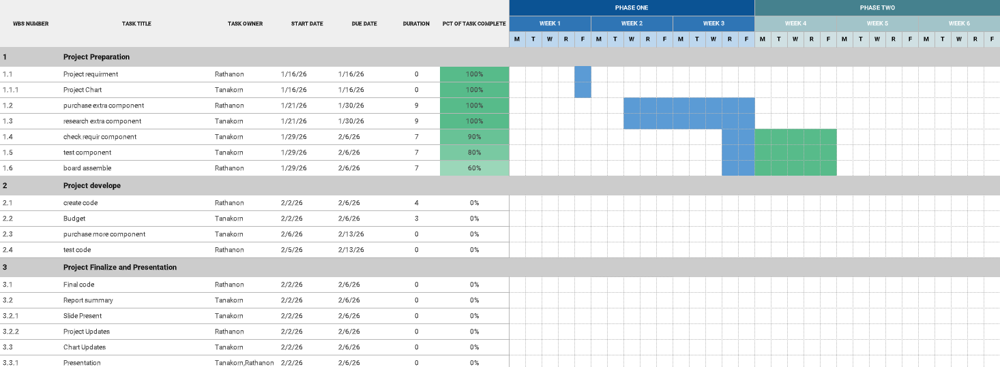 PHASE ONE PHASE TWO
WBS NUMBER TASK TITLE TASK OWNER START DATE DUE DATE DURATION PCT OF TASK COMPLETE WEEK 1 WEEK 2 WEEK 3 WEEK 4 WEEK 5 WEEK 6
M T W R F M T W R F M T W R F M T W R F M T W R F M T W R F
1 Project Preparation
1.1 Project requirment Rathanon 1/16/26 1/16/26 0 100%
1.1.1 Project Chart Tanakorn 1/16/26 1/16/26 0 100%
1.2 purchase extra component Rathanon 1/21/26 1/30/26 9 100%
1.3 research extra component Tanakorn 1/21/26 1/30/26 9 100%
1.4 check requir component Tanakorn 1/29/26 2/6/26 7 90%
1.5 test component Tanakorn 1/29/26 2/6/26 7 80%
1.6 board assemble Rathanon 1/29/26 2/6/26 7 60%
2 Project develope
2.1 create code Rathanon 2/2/26 2/6/26 4 0%
2.2 Budget Tanakorn 2/2/26 2/6/26 3 0%
2.3 purchase more component Tanakorn 2/6/26 2/13/26 0 0%
2.4 test code Rathanon 2/5/26 2/13/26 0 0%
3 Project Finalize and Presentation
3.1 Final code Rathanon 2/2/26 2/6/26 0 0%
3.2 Report summary Tanakorn 2/2/26 2/6/26 0 0%
3.2.1 Slide Present Tanakorn 2/2/26 2/6/26 0 0%
3.2.2 Project Updates Rathanon 2/2/26 2/6/26 0 0%
3.3 Chart Updates Tanakorn 2/2/26 2/6/26 0 0%
3.3.1 Presentation Tanakorn,Rathanon 2/2/26 2/6/26 0 0%